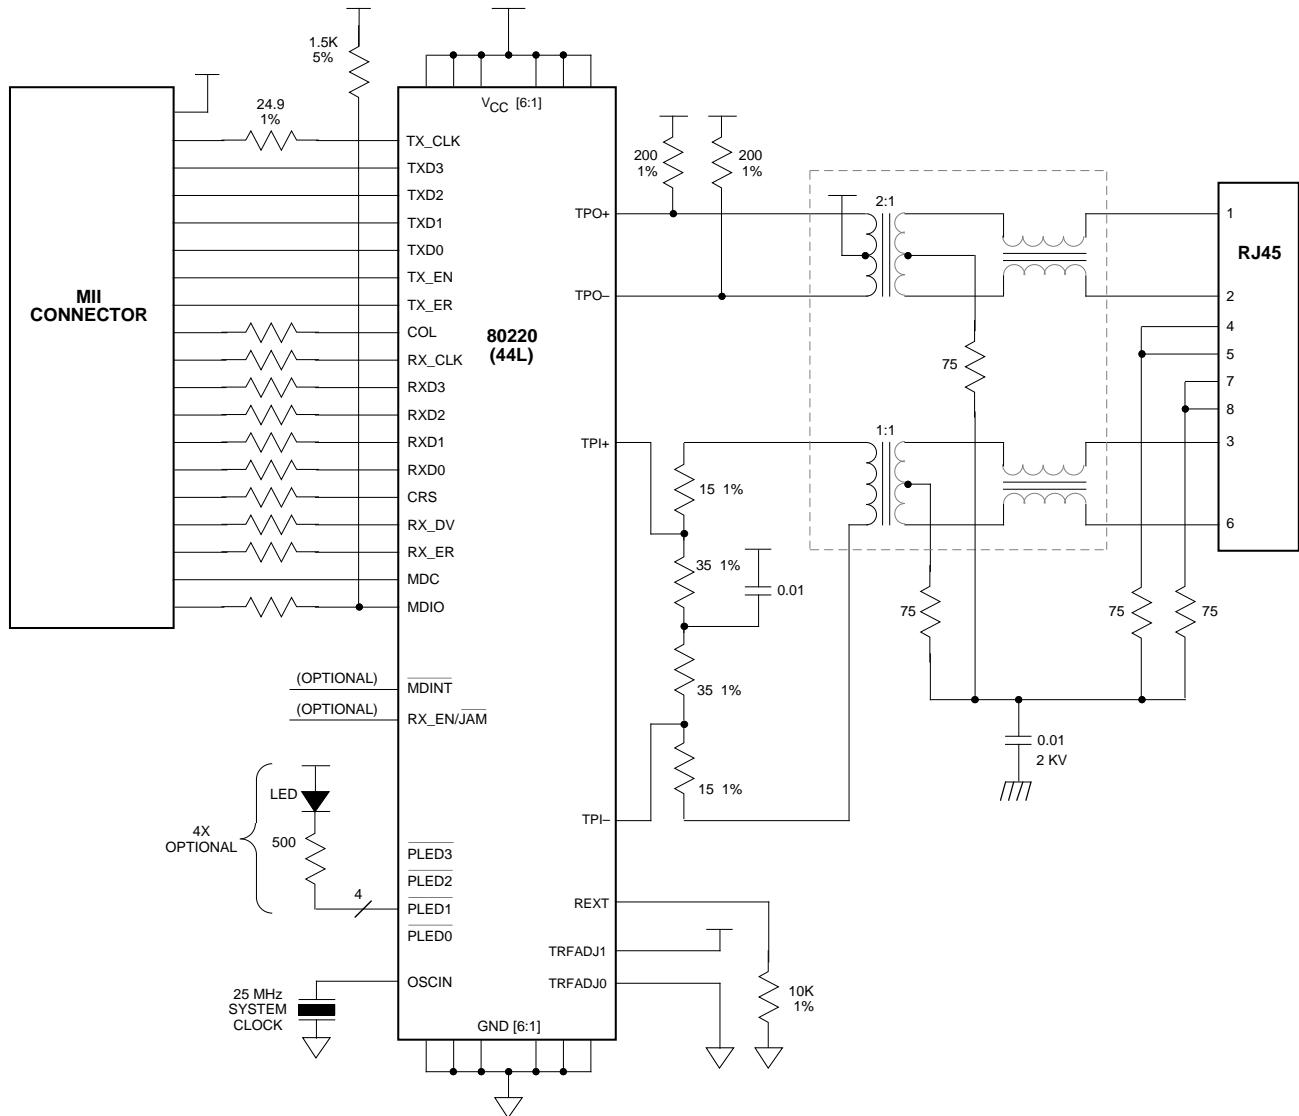 1.5K
5%
V_CC [6:1]
24.9
1%
TX_CLK
TXD3
TXD2
TXD1
TXD0
TX_EN
TX_ER
COL
RX_CLK
RXD3
RXD2
RXD1
RXD0
CRS
RX_DV
RX_ER
MDC
MDIO
MII
CONNECTOR
80220
(44L)
200
1%
200
1%
TPO+
TPO–
2:1
1
2
4
5
7
8
3
6
RJ45
75
TPI+
1:1
15 1%
35 1%
0.01
35 1%
15 1%
TPI–
75
75
75
0.01
2 KV
(OPTIONAL)
MDINT
(OPTIONAL)
RX_EN/JAM
LED
4X
OPTIONAL
500
4
PLED3
PLED2
PLED1
PLED0
REXT
TRFADJ1
TRFADJ0
10K
1%
OSCIN
25 MHz
SYSTEM
CLOCK
GND [6:1]